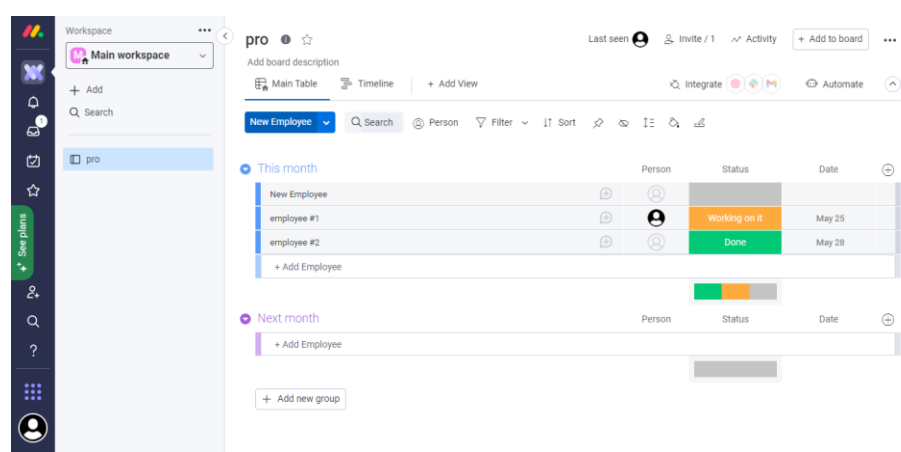 Workspace
Main workspace
+ Add
Search
pro
1
See plans
?
pro
Last seen
Invite / 1
Activity
+ Add to board
Add board description
Main Table
Timeline
+ Add View
Integrate
Automate
New Employee
Search
Person
Filter
Sort
This month
Person
Status
Date
New Employee
employee #1
Working on it
May 25
employee #2
Done
May 28
+ Add Employee
Next month
Person
Status
Date
+ Add Employee
+ Add new group